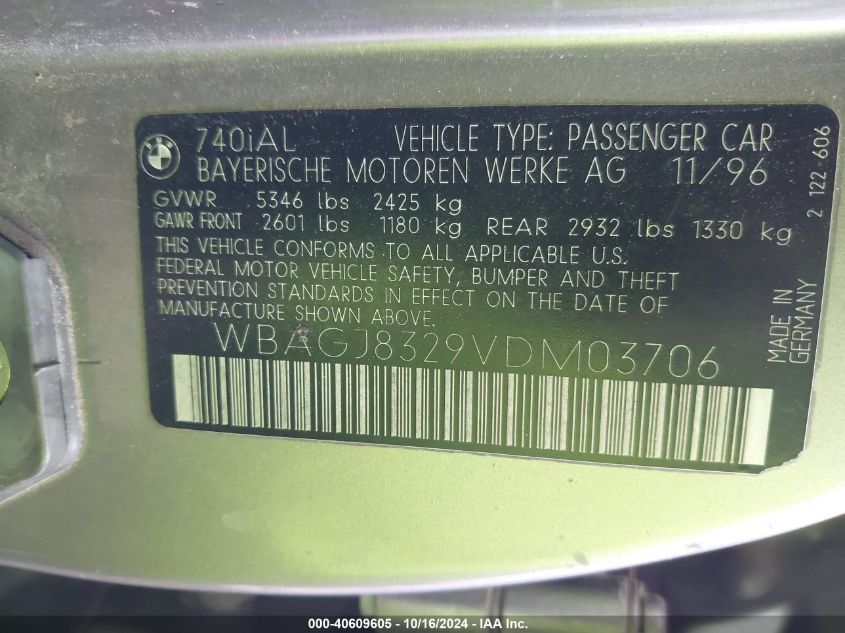 740iAL VEHICLE TYPE: PASSENGER CAR
BAYERISCHE MOTOREN WERKE AG 11/96
GVWR 5346 lbs 2425 kg
GAWR FRONT 2601 lbs 1180 kg REAR 2932 lbs 1330 kg
THIS VEHICLE CONFORMS TO ALL APPLICABLE U.S.
FEDERAL MOTOR VEHICLE SAFETY, BUMPER AND THEFT
PREVENTION STANDARDS IN EFFECT ON THE DATE OF
MANUFACTURE SHOWN ABOVE.
WBAGJ8329VDM03706
MADE IN
GERMANY
2 122 606
000-40609605 - 10/16/2024 - IAA Inc.